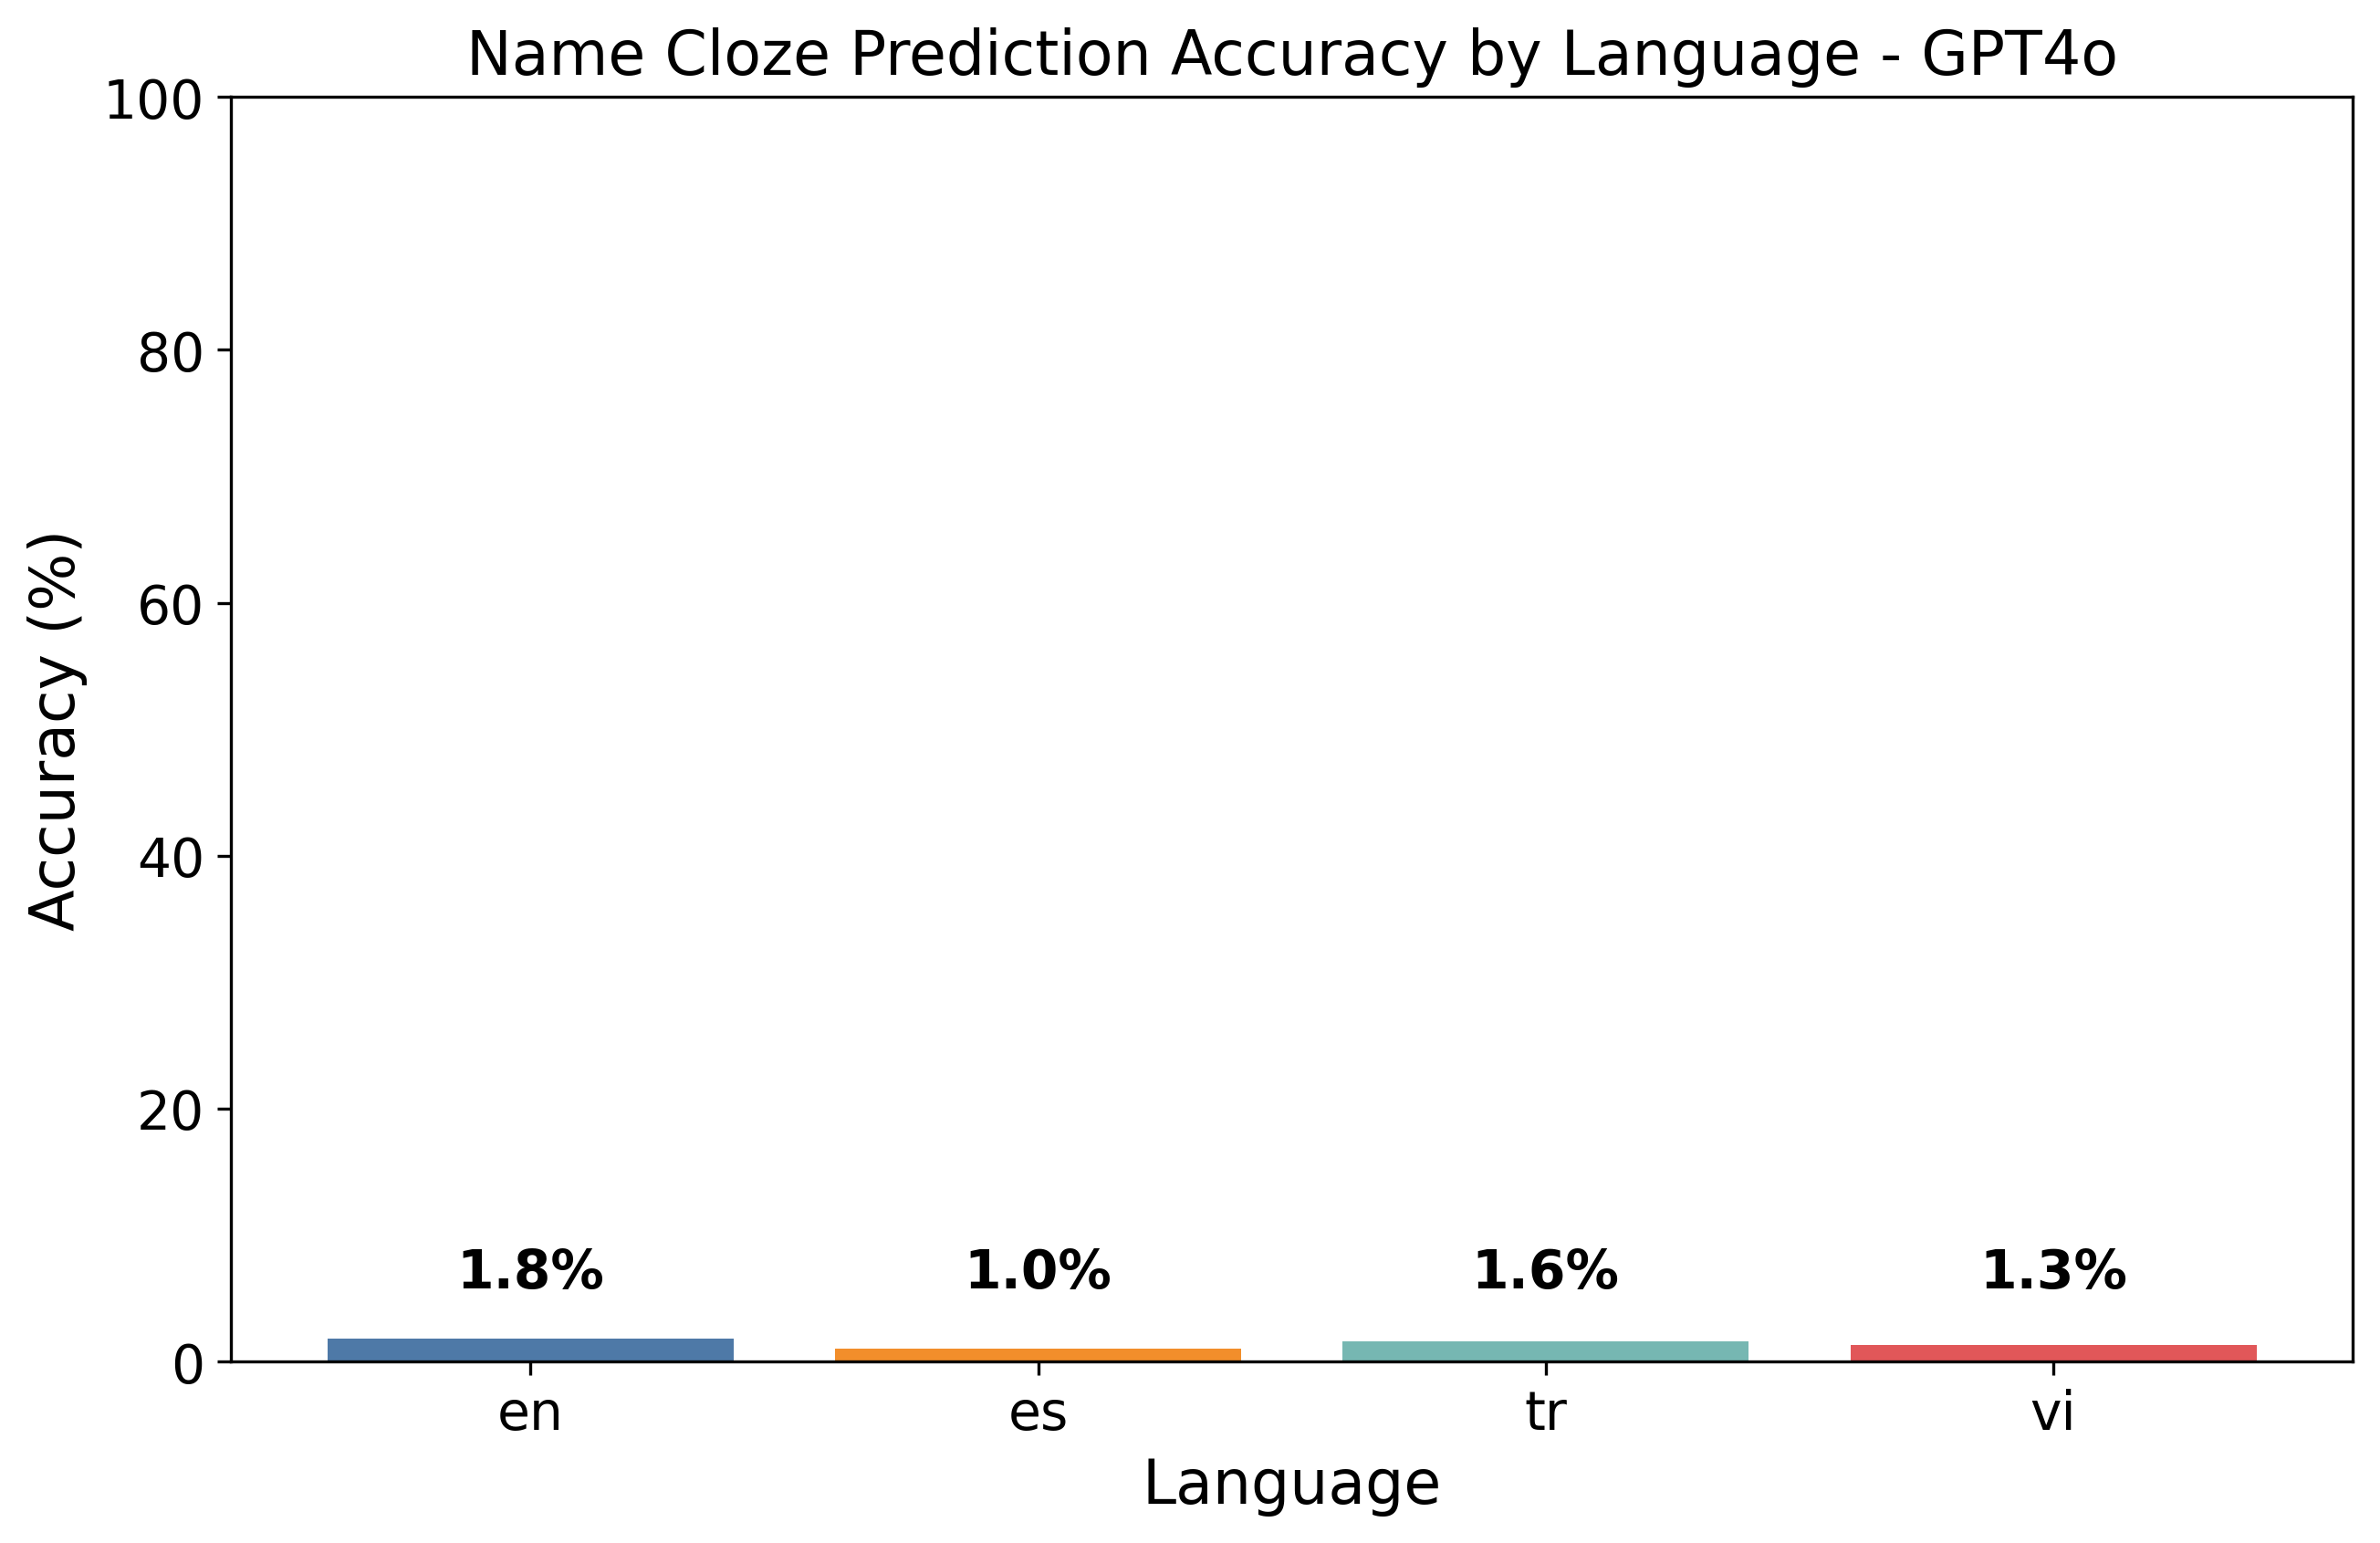 Name Cloze Prediction Accuracy by Language - GPT4o
Accuracy (%)
100
80
60
40
20
0
1.8%
1.0%
1.6%
1.3%
en
es
tr
vi
Language